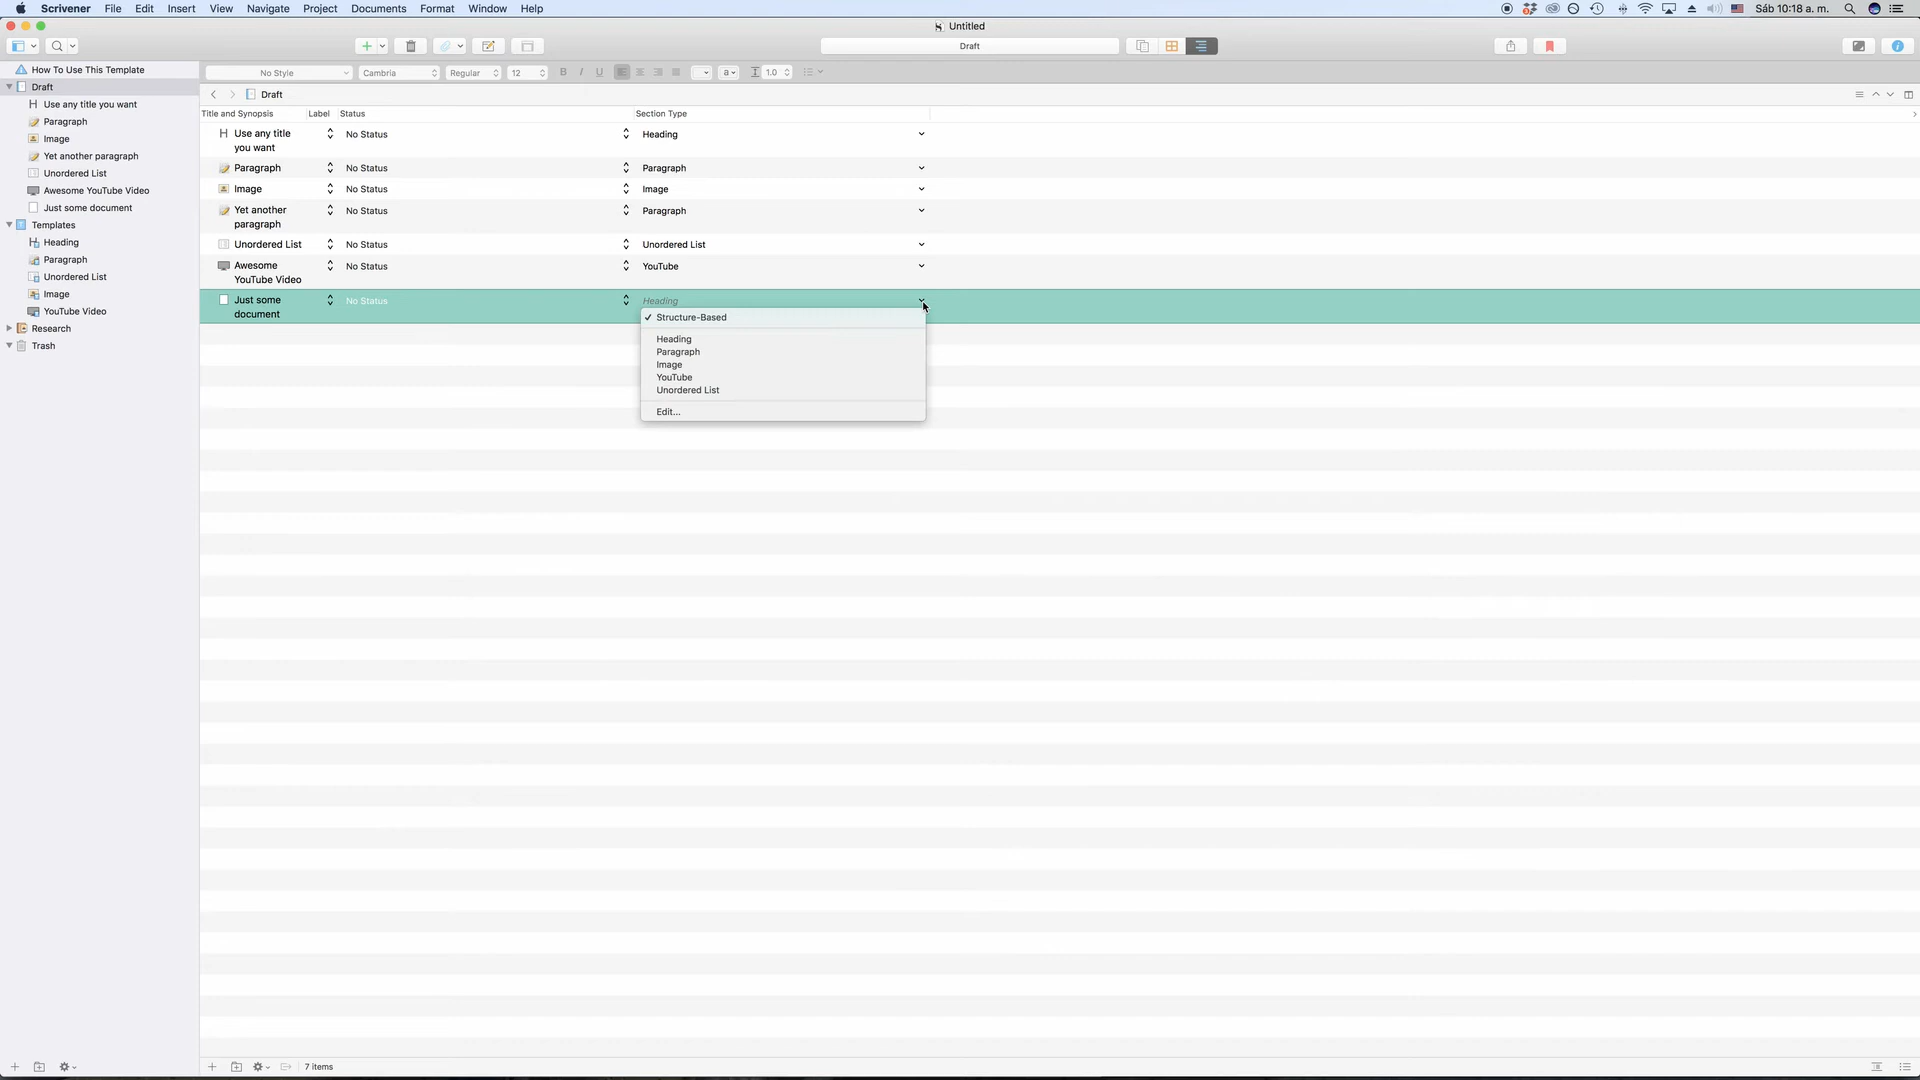 Scrivener File Edit Insert View Navigate Project Documents Format Window Help
Sáb 10:18 a. m.
Untitled
Draft
No Style Cambria Regular 12 B I U a 1.0
How To Use This Template
Draft
Use any title you want
Paragraph
Image
Yet another paragraph
Unordered List
Awesome YouTube Video
Just some document
Templates
Heading
Paragraph
Unordered List
Image
YouTube Video
Research
Trash
Draft
Title and Synopsis Label Status Section Type
Use any title
you want
No Status Heading
Paragraph No Status Paragraph
Image No Status Image
Yet another
paragraph
No Status Paragraph
Unordered List No Status Unordered List
Awesome
YouTube Video
No Status YouTube
Just some
document
No Status Heading
✓ Structure-Based
Heading
Paragraph
Image
YouTube
Unordered List
Edit...
7 items